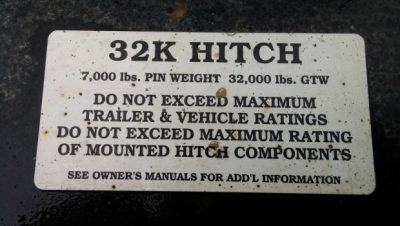 32K HITCH
7,000 lbs. PIN WEIGHT 32,000 lbs. GTW
DO NOT EXCEED MAXIMUM
TRAILER & VEHICLE RATINGS
DO NOT EXCEED MAXIMUM RATING
OF MOUNTED HITCH COMPONENTS
SEE OWNER'S MANUALS FOR ADD'L INFORMATION